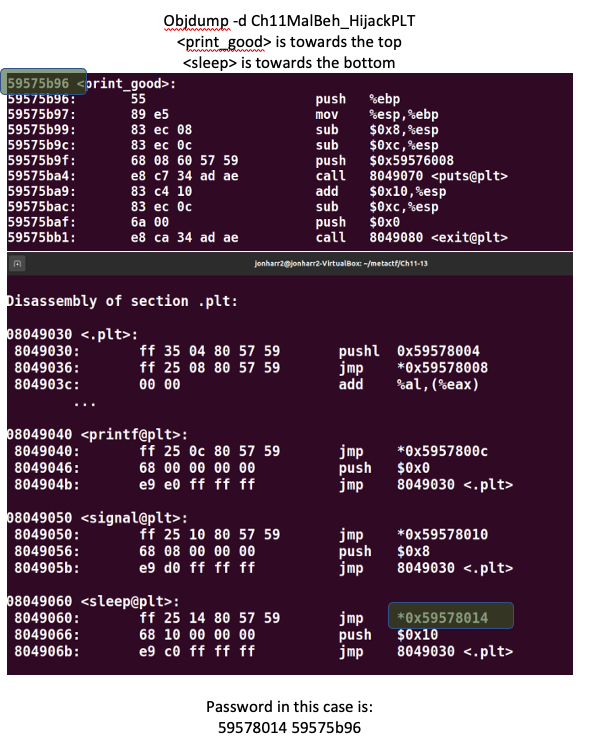 Objdump -d Ch11MalBeh_HijackPLT
<print_good> is towards the top
<sleep> is towards the bottom
59575b96 <print_good>:
59575b96: 55 push %ebp
59575b97: 89 e5 mov %esp,%ebp
59575b99: 83 ec 08 sub $0x8,%esp
59575b9c: 83 ec 0c sub $0xc,%esp
59575b9f: 68 08 60 57 59 push $0x59576008
59575ba4: e8 c7 34 ad ae call 8049070 <puts@plt>
59575ba9: 83 c4 10 add $0x10,%esp
59575bac: 83 ec 0c sub $0xc,%esp
59575baf: 6a 00 push $0x0
59575bb1: e8 ca 34 ad ae call 8049080 <exit@plt>
jonharr2@jonharr2-VirtualBox: ~/metactf/Ch11-13
Disassembly of section .plt:
08049030 <.plt>:
8049030: ff 35 04 80 57 59 pushl 0x59578004
8049036: ff 25 08 80 57 59 jmp *0x59578008
804903c: 00 00 add %al,(%eax)
...
08049040 <printf@plt>:
8049040: ff 25 0c 80 57 59 jmp *0x5957800c
8049046: 68 00 00 00 00 push $0x0
804904b: e9 e0 ff ff ff jmp 8049030 <.plt>
08049050 <signal@plt>:
8049050: ff 25 10 80 57 59 jmp *0x59578010
8049056: 68 08 00 00 00 push $0x8
804905b: e9 d0 ff ff ff jmp 8049030 <.plt>
08049060 <sleep@plt>:
8049060: ff 25 14 80 57 59 jmp *0x59578014
8049066: 68 10 00 00 00 push $0x10
804906b: e9 c0 ff ff ff jmp 8049030 <.plt>
Password in this case is:
59578014 59575b96